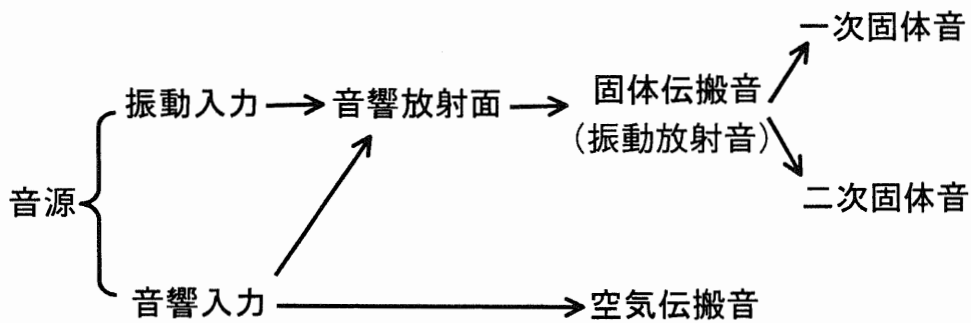 一次固体音
振動入力
音響放射面
固体伝搬音
(振動放射音)
音源
二次固体音
音響入力
空気伝搬音